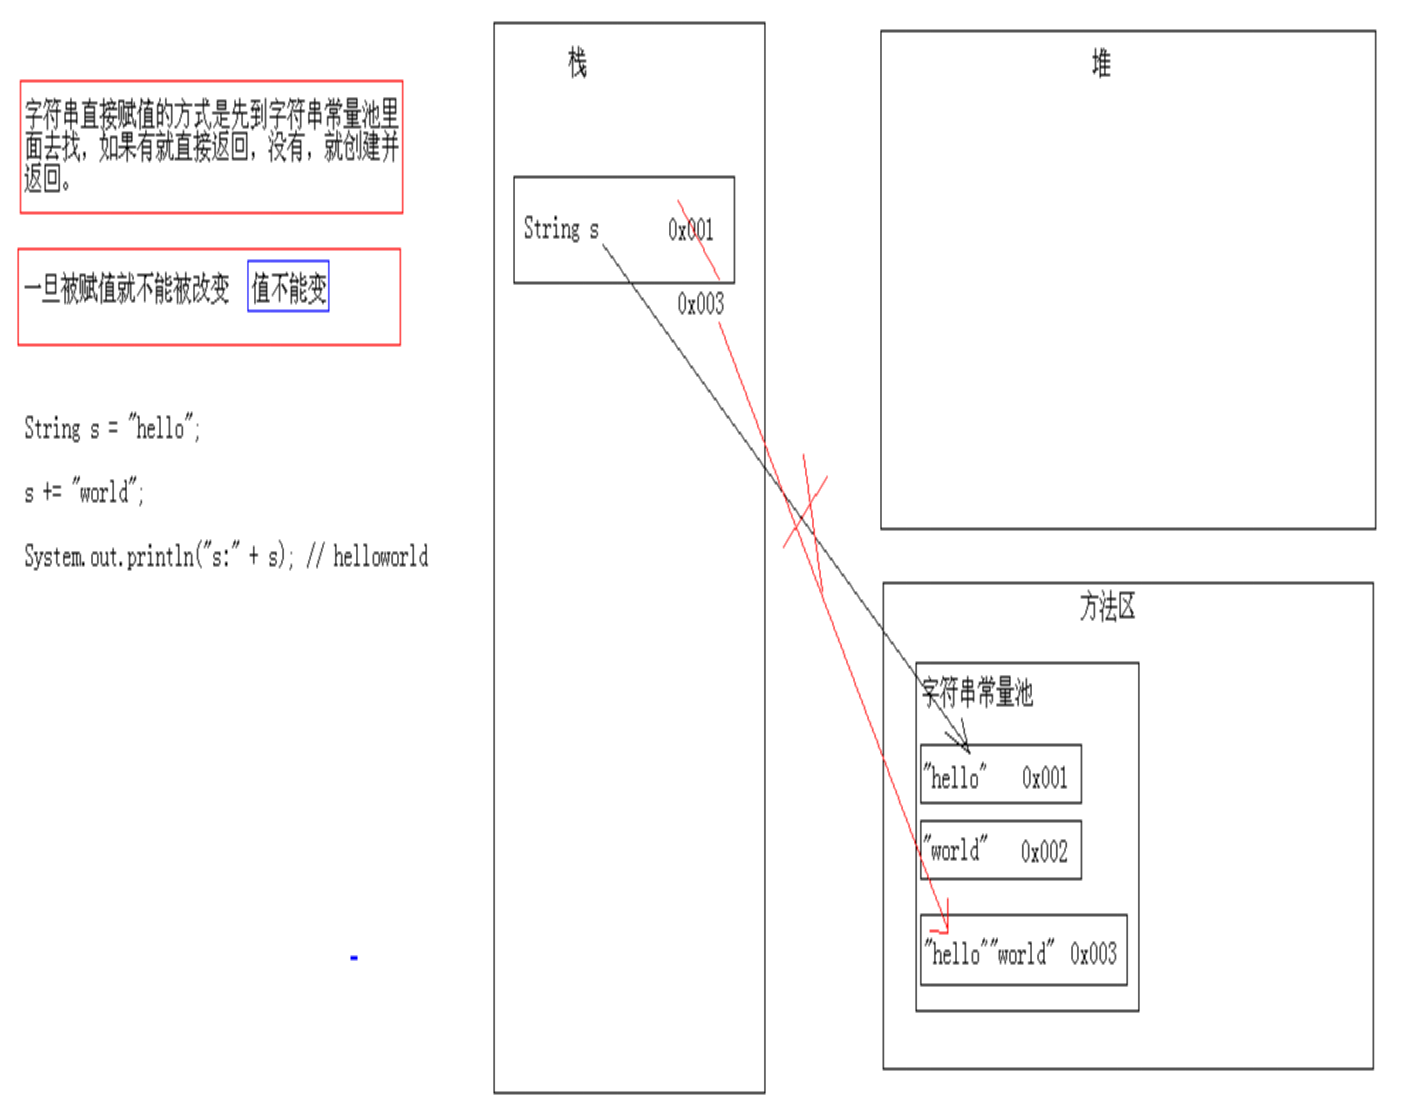 字符串直接赋值的方式是先到字符串常量池里
面去找，如果有就直接返回，没有，就创建并
返回。
一旦被赋值就不能被改变 值不能变
String s = "hello";
s += "world";
System.out.println("s:" + s); // helloworld
栈
String s 0x001
0x003
堆
方法区
字符串常量池
"hello" 0x001
"world" 0x002
"hello""world" 0x003